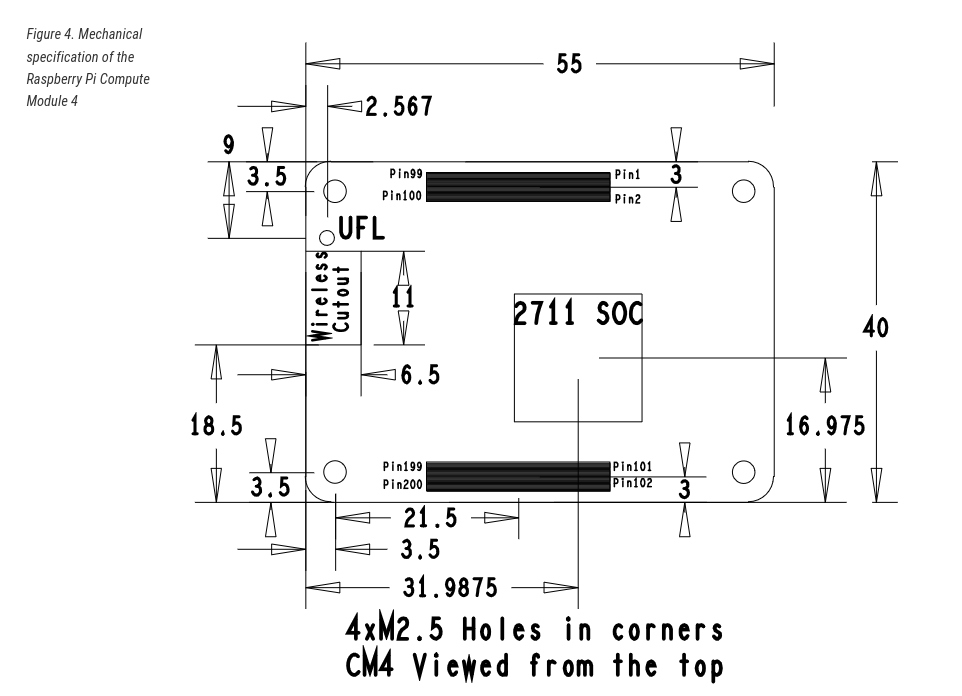 Figure 4. Mechanical
specification of the
Raspberry Pi Compute
Module 4
55
2.567
9
3.5
Pin99
Pin1
3
Pin100
Pin2
UFL
Wireless
Cutout
11
2711 SOC
40
6.5
18.5
16.975
Pin199
Pin101
Pin200
Pin102
3.5
3
21.5
3.5
31.9875
4xM2.5 Holes in corners
CM4 Viewed from the top